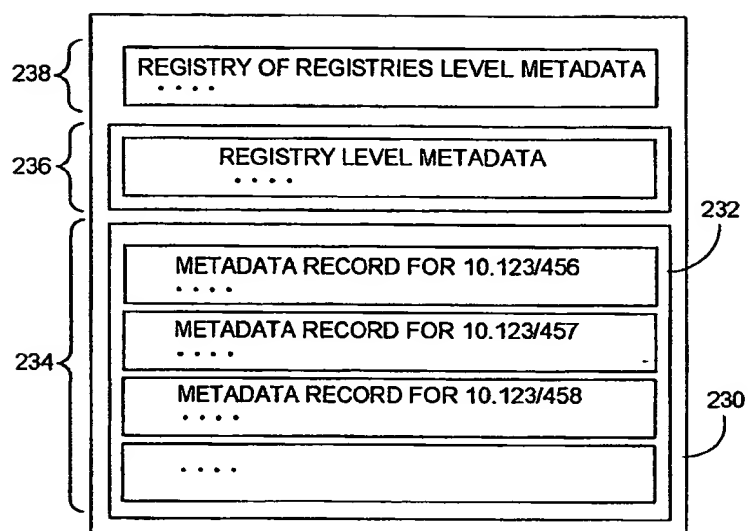 238
REGISTRY OF REGISTRIES LEVEL METADATA
. . . .
236
REGISTRY LEVEL METADATA
. . . .
232
METADATA RECORD FOR 10.123/456
. . . .
METADATA RECORD FOR 10.123/457
. . . .
234
METADATA RECORD FOR 10.123/458
. . . .
230
. . . .